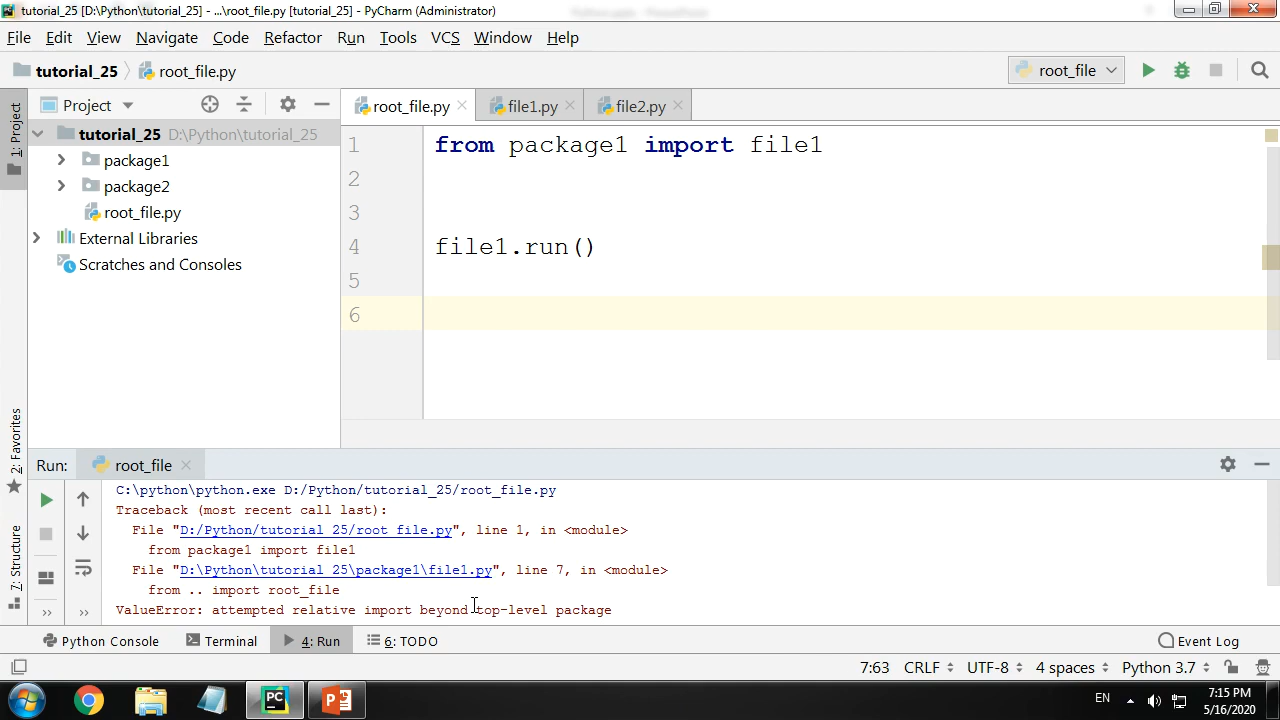 tutorial_25 [D:\Python\tutorial_25] - ...\root_file.py [tutorial_25] - PyCharm (Administrator)
File Edit View Navigate Code Refactor Run Tools VCS Window Help
tutorial_25 root_file.py root_file
1: Project
Project
root_file.py file1.py file2.py
tutorial_25 D:\Python\tutorial_25
package1
package2
root_file.py
External Libraries
Scratches and Consoles
1 from package1 import file1
2
3
4 file1.run()
5
6
2: Favorites
7: Structure
Run: root_file
C:\python\python.exe D:/Python/tutorial_25/root_file.py
Traceback (most recent call last):
File "D:/Python/tutorial_25/root_file.py", line 1, in <module>
from package1 import file1
File "D:\Python\tutorial_25\package1\file1.py", line 7, in <module>
from .. import root_file
ValueError: attempted relative import beyond top-level package
Python Console Terminal 4: Run 6: TODO Event Log
7:63 CRLF UTF-8 4 spaces Python 3.7
EN 7:15 PM
5/16/2020